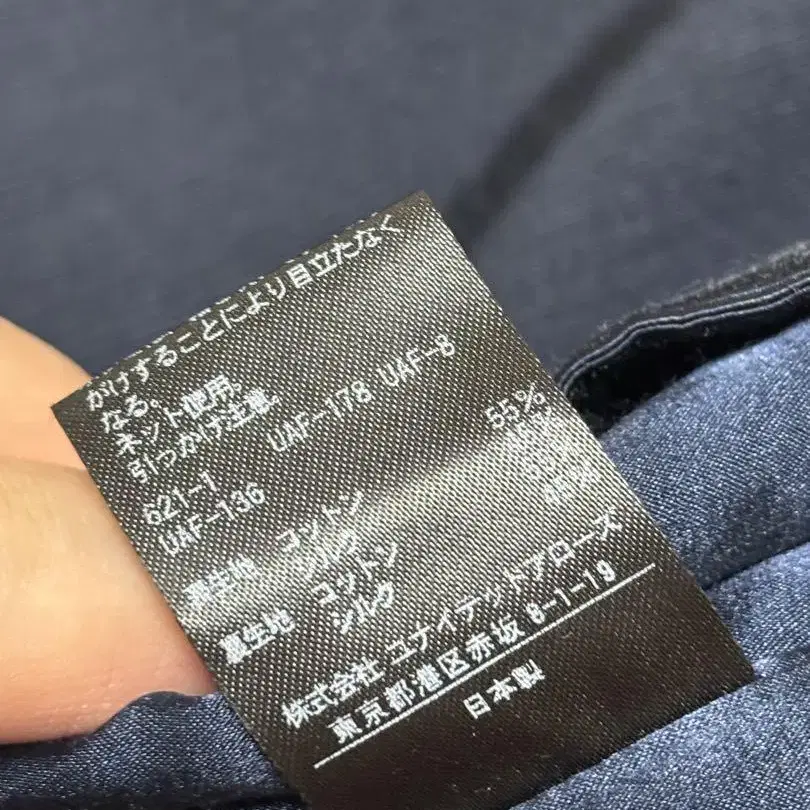 かけすることにより目立たなく
なる。
ネット使用。
引っかけ注意。
621-1 UAF-178 UAF-8
UAF-136
表生地 コットン 55%
シルク 45%
裏生地 コットン
シルク 45%
株式会社 ユナイテッドアローズ
東京都港区赤坂 8-1-19
日本製